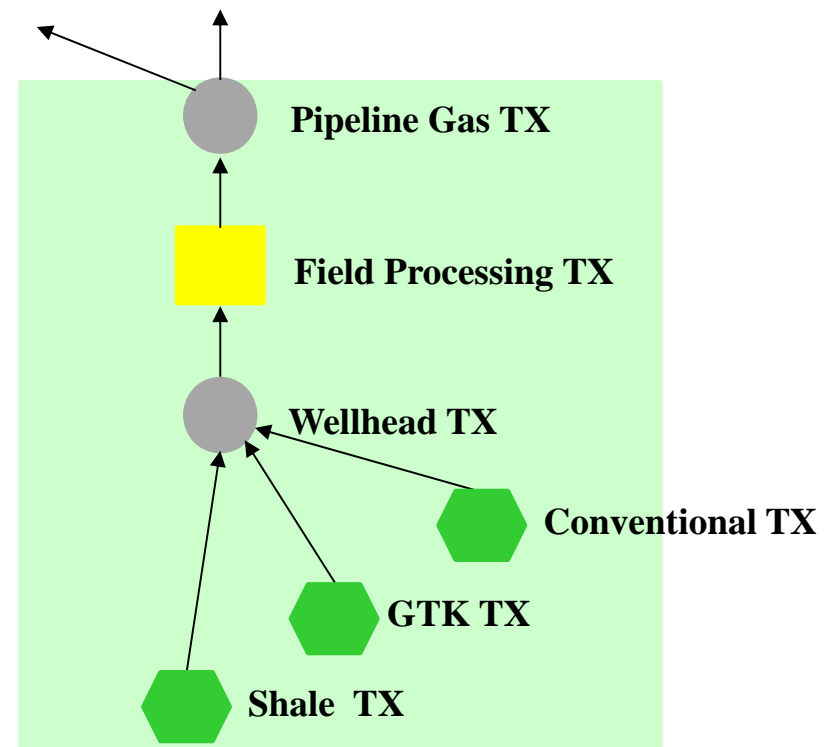 Pipeline Gas TX
Field Processing TX
Wellhead TX
Conventional TX
GTK TX
Shale  TX